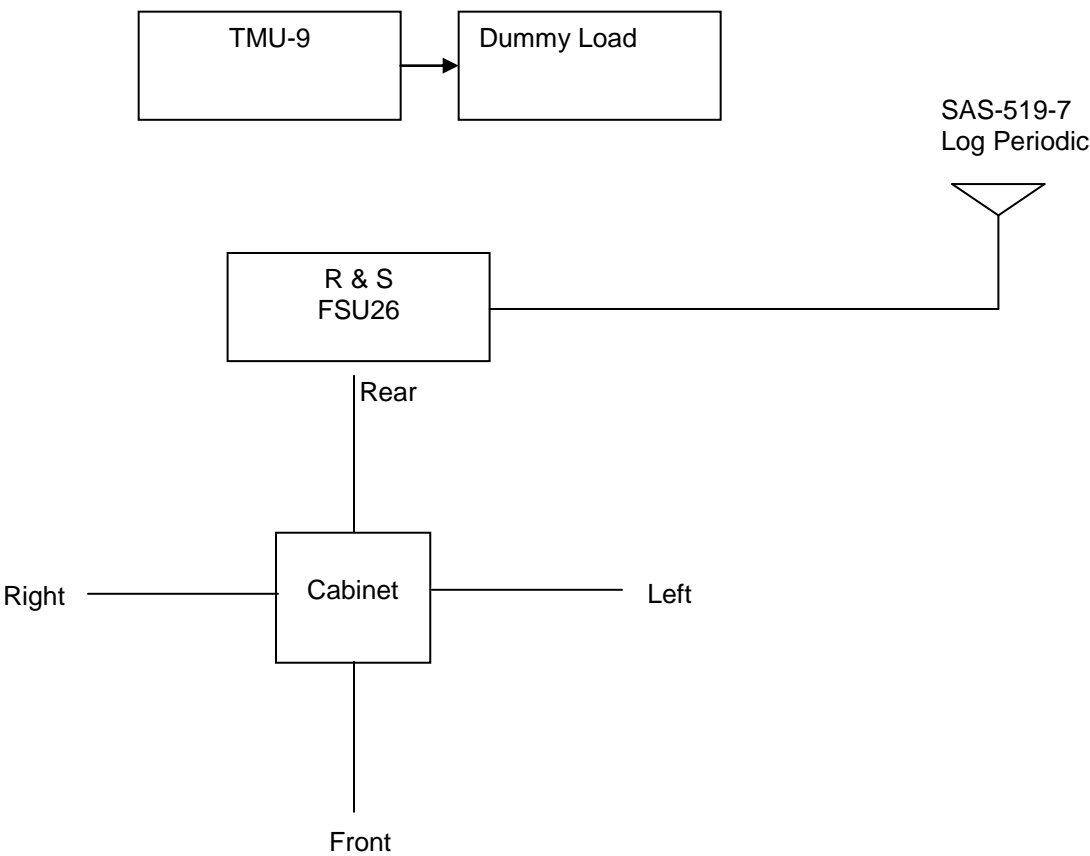 TMU-9
Dummy Load
SAS-519-7
Log Periodic
R & S
FSU26
Rear
Right
Cabinet
Left
Front